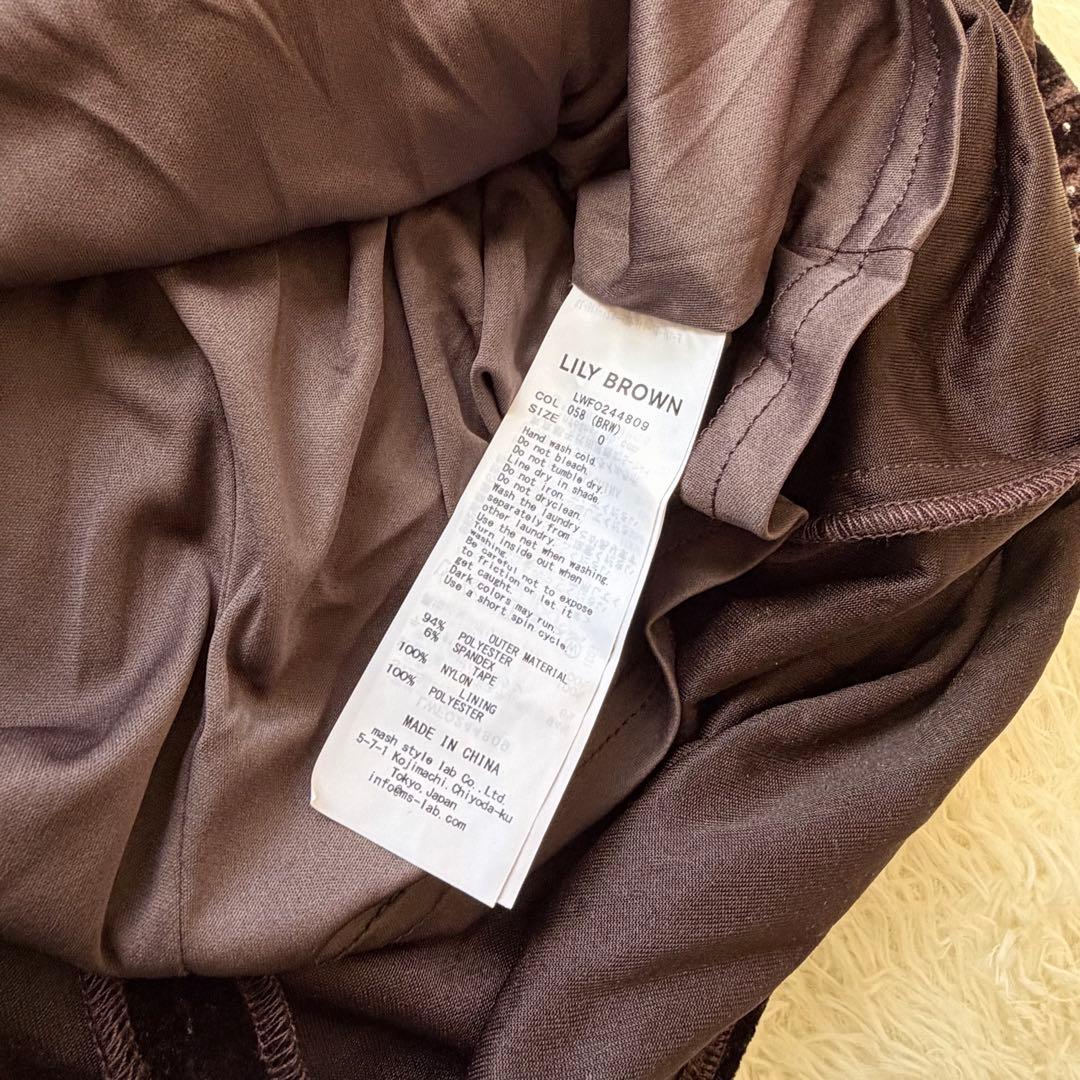 LILY BROWN
LWFO244809
COL 058 (BRW)
SIZE 0
Hand wash cold.
Do not bleach.
Do not tumble dry.
Line dry in shade.
Do not iron.
Do not dryclean.
Wash the laundry
separately from
other laundry.
Use the net when washing.
Turn inside out when
washing.
Be careful not to expose
to friction or let it
get caught.
Dark colors may run.
Use a short spin cycle.
OUTER MATERIAL
94% POLYESTER
6% SPANDEX
TAPE
100% NYLON
LINING
100% POLYESTER
MADE IN CHINA
mash style lab Co.,Ltd.
5-7-1 Kojimachi,Chiyoda-ku
Tokyo,Japan
info@ms-lab.com